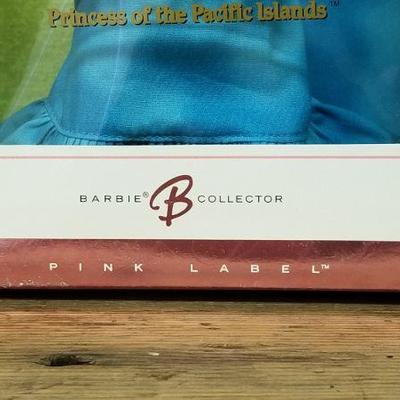 Princess of the Pacific Islands™
BARBIE® B COLLECTOR
PINK LABEL™